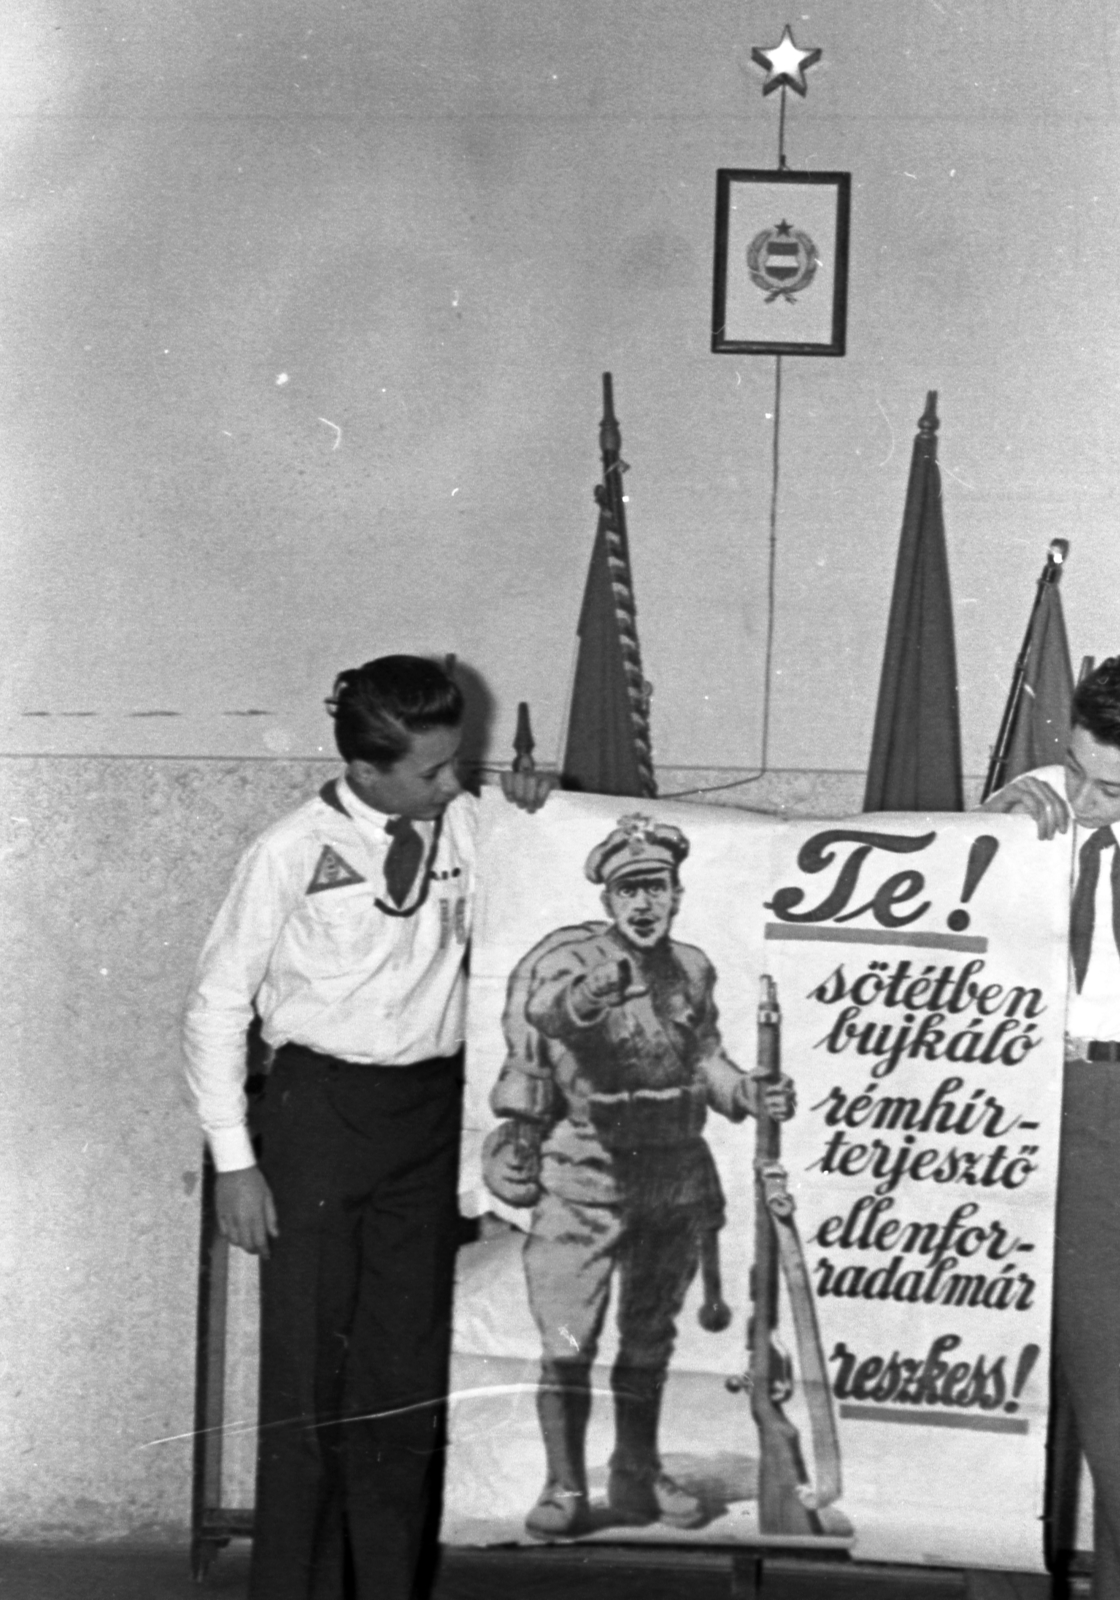 Te!
sötétben
bujkáló
rémhír-
terjesztő
ellenfor-
radalmár
reszkess!